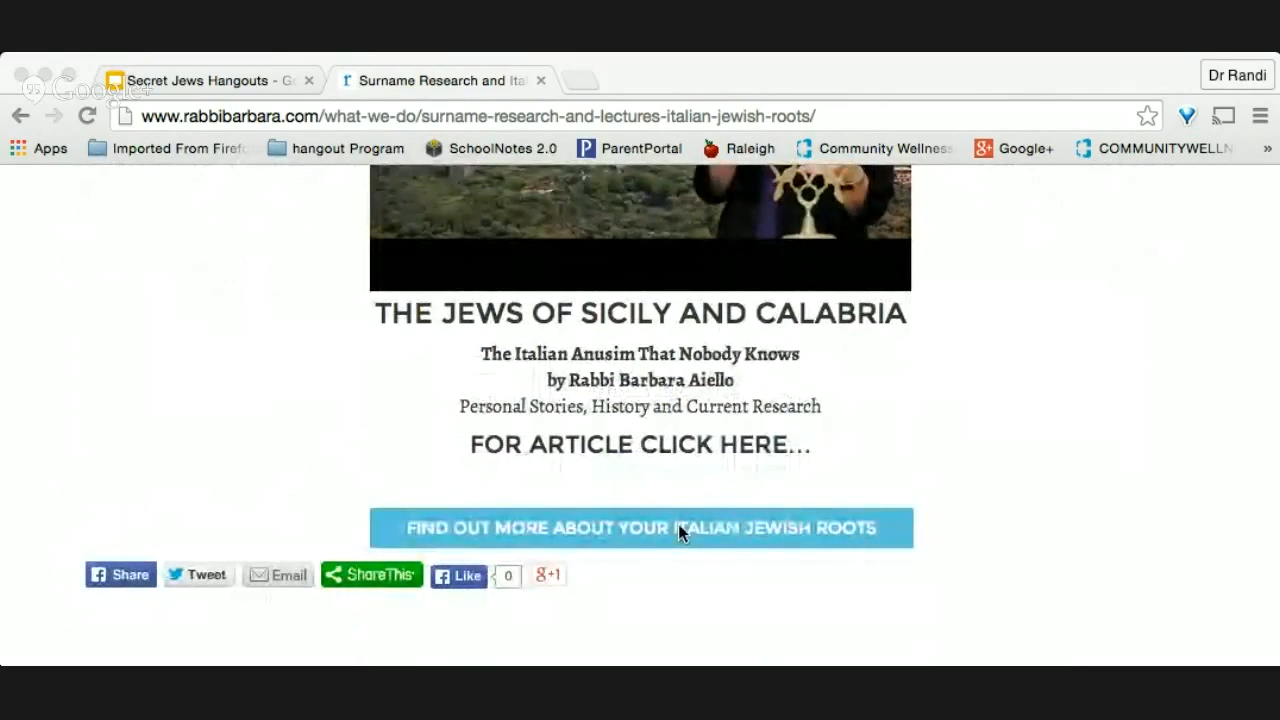 Secret Jews Hangouts - Go
Surname Research and Ita
Dr Randi
Google+
www.rabbibarbara.com/what-we-do/surname-research-and-lectures-italian-jewish-roots/
Apps
Imported From Firefo
hangout Program
SchoolNotes 2.0
ParentPortal
Raleigh
Community Wellness
Google+
COMMUNITYWELLN
»
THE JEWS OF SICILY AND CALABRIA
The Italian Anusim That Nobody Knows
by Rabbi Barbara Aiello
Personal Stories, History and Current Research
FOR ARTICLE CLICK HERE...
FIND OUT MORE ABOUT YOUR ITALIAN JEWISH ROOTS
Share
Tweet
Email
ShareThis
Like
0
g+1